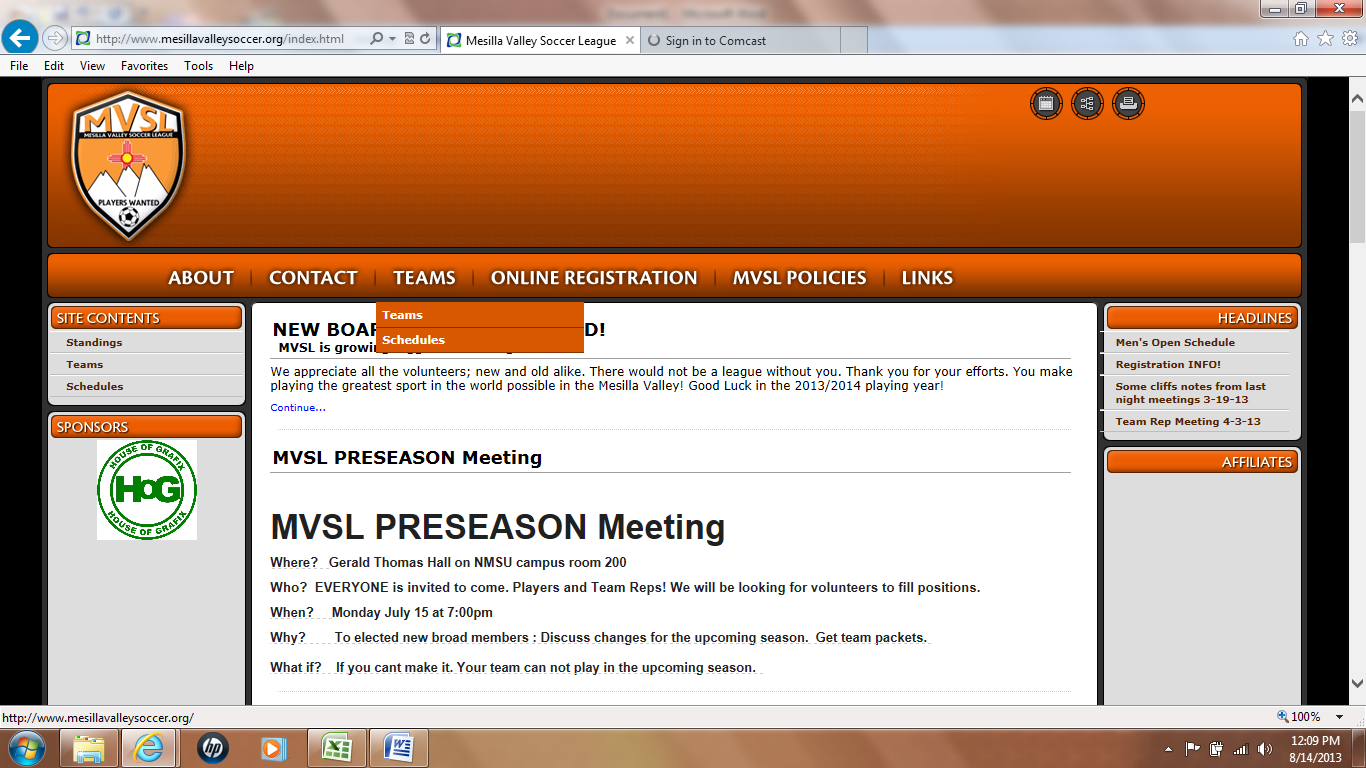 http://www.mesillavalleysoccer.org/index.html
Mesilla Valley Soccer League
Sign in to Comcast
File Edit View Favorites Tools Help
MVSL
MESILLA VALLEY SOCCER LEAGUE
PLAYERS WANTED
ABOUT CONTACT TEAMS ONLINE REGISTRATION MVSL POLICIES LINKS
Teams
Schedules
SITE CONTENTS
Standings
Teams
Schedules
SPONSORS
HOUSE OF GRAFIX
HOG
HOUSE OF GRAFIX
NEW BOAR D!
MVSL is growing
We appreciate all the volunteers; new and old alike. There would not be a league without you. Thank you for your efforts. You make
playing the greatest sport in the world possible in the Mesilla Valley! Good Luck in the 2013/2014 playing year!
Continue...
MVSL PRESEASON Meeting
MVSL PRESEASON Meeting
Where? Gerald Thomas Hall on NMSU campus room 200
Who? EVERYONE is invited to come. Players and Team Reps! We will be looking for volunteers to fill positions.
When? Monday July 15 at 7:00pm
Why? To elected new broad members : Discuss changes for the upcoming season. Get team packets.
What if? If you cant make it. Your team can not play in the upcoming season.
HEADLINES
Men's Open Schedule
Registration INFO!
Some cliffs notes from last
night meetings 3-19-13
Team Rep Meeting 4-3-13
AFFILIATES
http://www.mesillavalleysoccer.org/
100%
hp
12:09 PM
8/14/2013